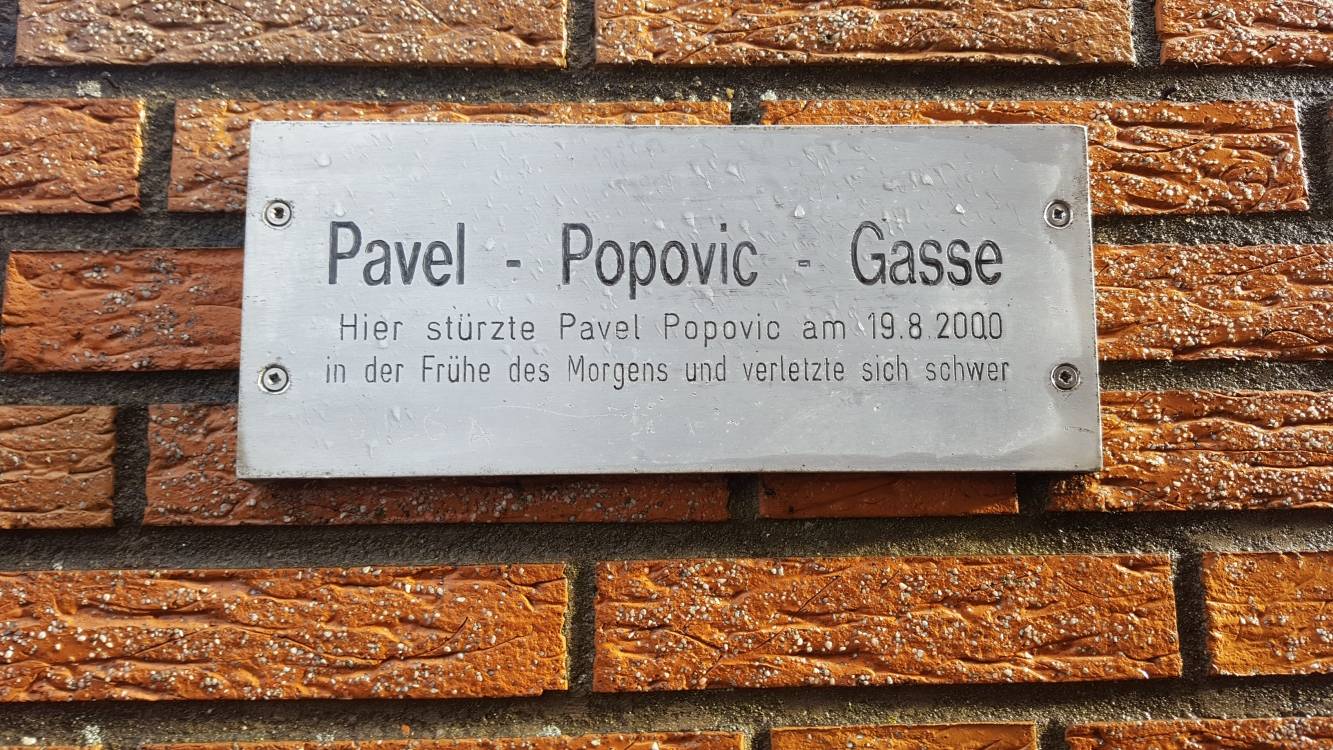 Pavel - Popovic - Gasse
Hier stürzte Pavel Popovic am 19.8.2000
in der Frühe des Morgens und verletzte sich schwer